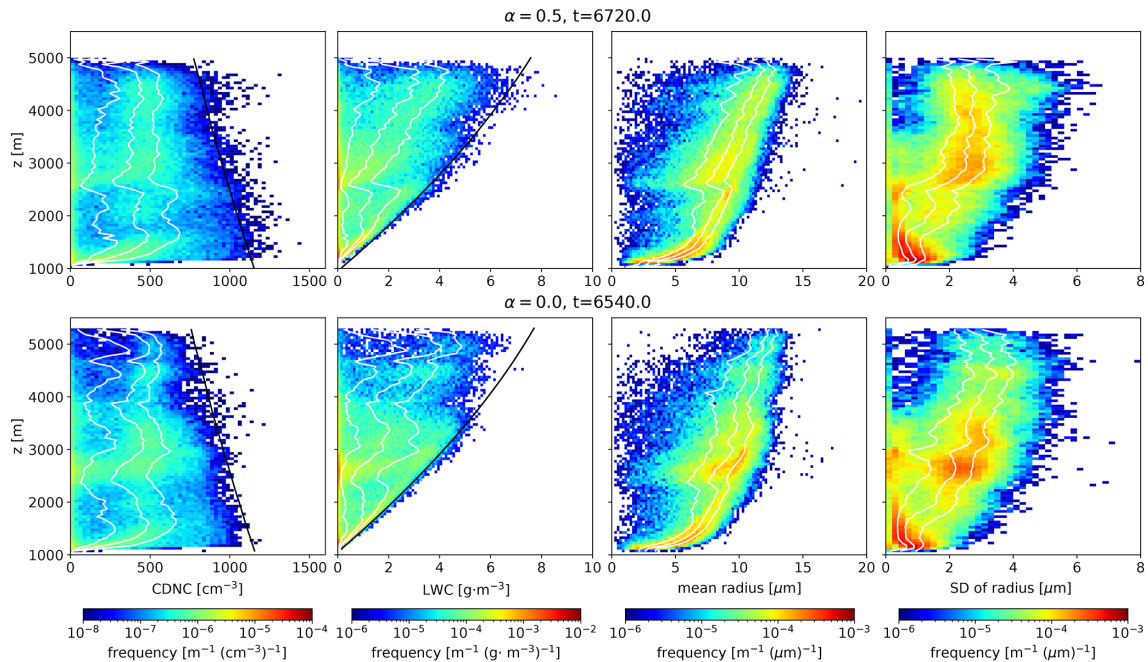 α = 0.5, t=6720.0
z [m]
5000
4000
3000
2000
1000
0 500 1000 1500
0 2 4 6 8 10
0 5 10 15 20
0 2 4 6 8
α = 0.0, t=6540.0
z [m]
5000
4000
3000
2000
1000
0 500 1000 1500
0 2 4 6 8 10
0 5 10 15 20
0 2 4 6 8
CDNC [cm⁻³]
LWC [g·m⁻³]
mean radius [μm]
SD of radius [μm]
10⁻⁸ 10⁻⁷ 10⁻⁶ 10⁻⁵ 10⁻⁴
10⁻⁶ 10⁻⁵ 10⁻⁴ 10⁻³ 10⁻²
10⁻⁶ 10⁻⁵ 10⁻⁴ 10⁻³
10⁻⁶ 10⁻⁵ 10⁻⁴ 10⁻³
frequency [m⁻¹ (cm⁻³)⁻¹]
frequency [m⁻¹ (g· m⁻³)⁻¹]
frequency [m⁻¹ (μm)⁻¹]
frequency [m⁻¹ (μm)⁻¹]